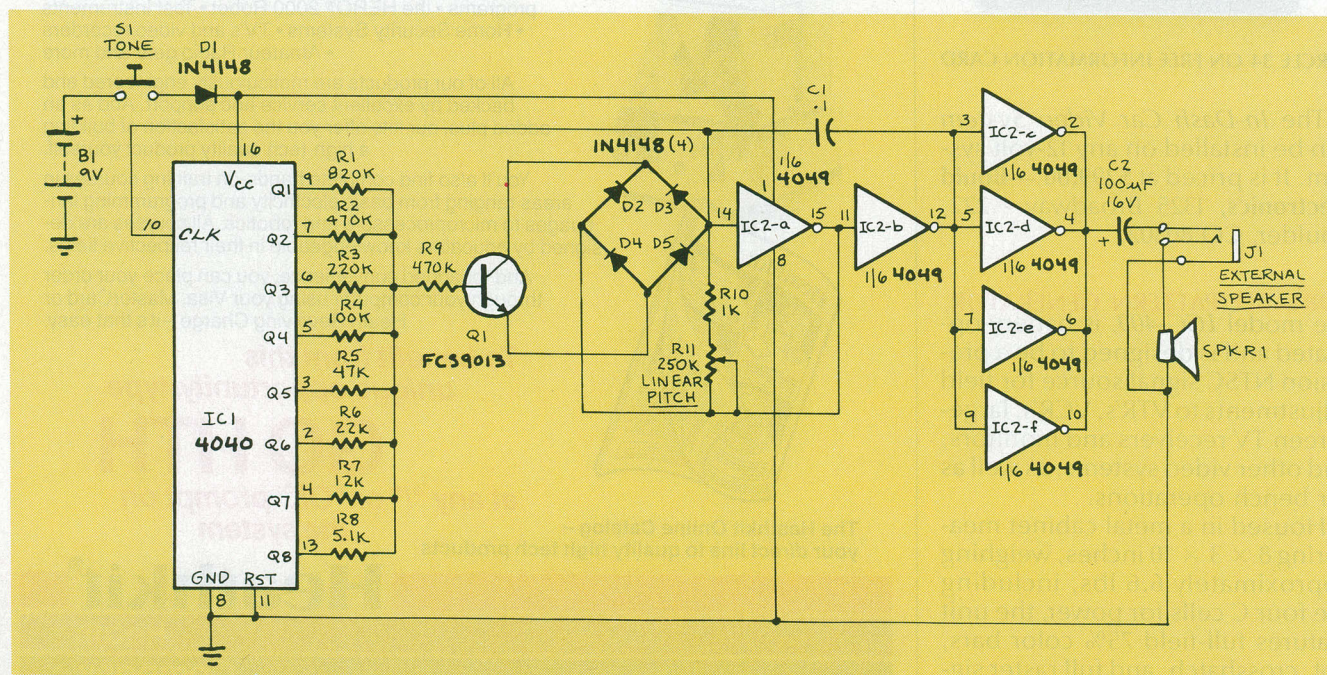 S1
TONE
D1
1N4148
+
B1
9V
16
VCC
10
CLK
IC1
4040
GND
RST
8
11
Q1
9
R1
820K
Q2
7
R2
470K
Q3
6
R3
220K
Q4
5
R4
100K
Q5
3
R5
47K
Q6
2
R6
22K
Q7
4
R7
12K
Q8
13
R8
5.1K
R9
470K
Q1
FCS9013
1N4148(4)
D2
D3
D4
D5
R10
1K
R11
250K
LINEAR
PITCH
C1
.1
1/6
4049
1
14
IC2-a
15
8
11
IC2-b
12
1/6 4049
3
IC2-c
2
1/6 4049
5
IC2-d
4
1/6 4049
7
IC2-e
6
1/6 4049
9
IC2-f
10
1/6 4049
C2
100µF
16V
+
J1
EXTERNAL
SPEAKER
SPKR1